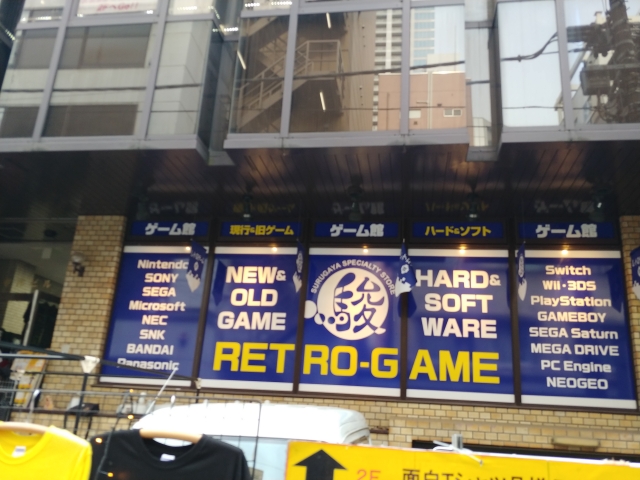 ゲーム館
現行&旧ゲーム
ゲーム館
ハード&ソフト
ゲーム館
Nintendo
SONY
SEGA
Microsoft
NEC
SNK
BANDAI
Panasonic
NEW&
OLD
GAME
SURUGAYA SPECIALTY STORE
駿
HARD&
SOFT
WARE
RETRO-GAME
Switch
Wii・3DS
PlayStation
GAMEBOY
SEGA Saturn
MEGA DRIVE
PC Engine
NEOGEO
2F